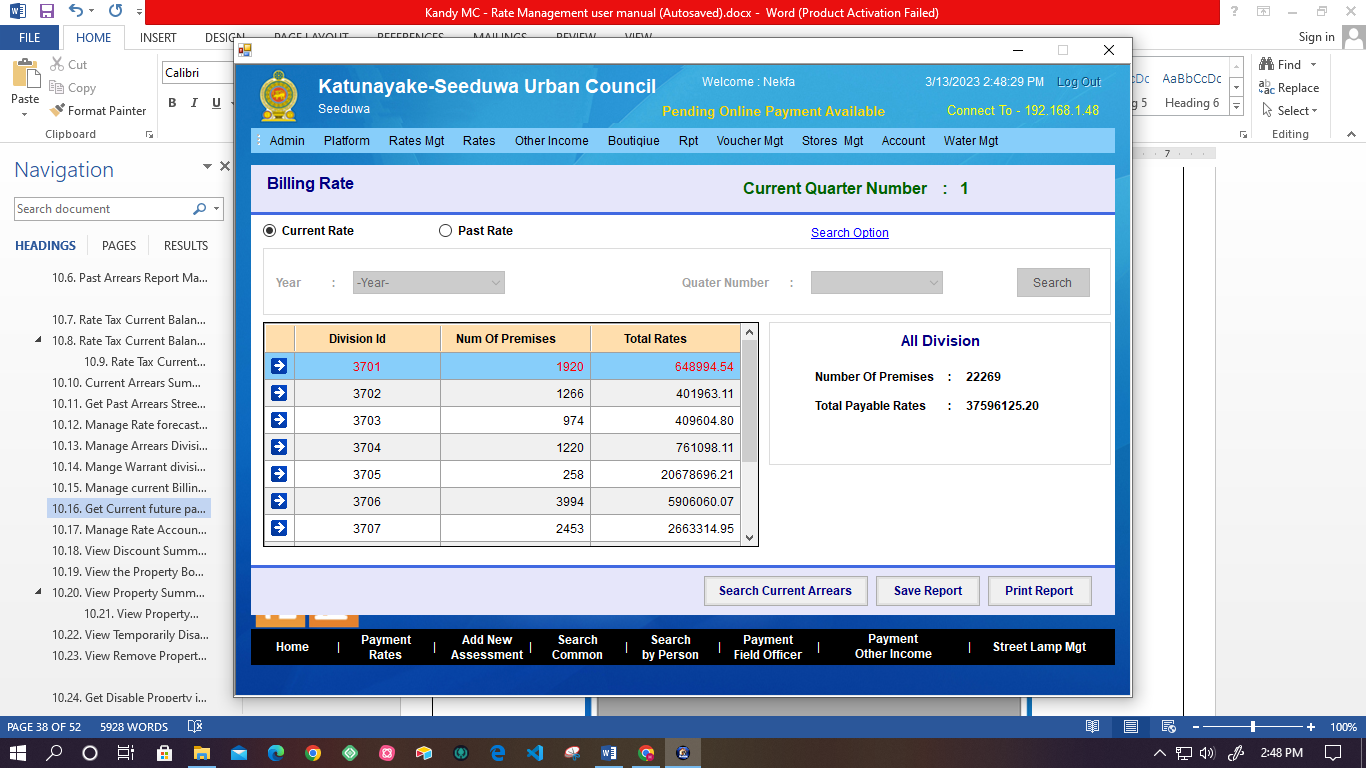 Kandy MC - Rate Management user manual (Autosaved).docx - Word (Product Activation Failed)
FILE HOME INSERT DESIGN PAGE LAYOUT REFERENCES MAILINGS REVIEW VIEW Sign in
Paste
Cut
Copy
Format Painter
Clipboard
Calibri
B I U
AaBbCcDc
5 Heading 6
Find
Replace
Select
Editing
7
Navigation
Search document
HEADINGS PAGES RESULTS
10.6. Past Arrears Report Ma...
10.7. Rate Tax Current Balan...
10.8. Rate Tax Current Balan...
10.9. Rate Tax Current...
10.10. Current Arrears Sum...
10.11. Get Past Arrears Stree...
10.12. Manage Rate forecast...
10.13. Manage Arrears Divisi...
10.14. Mange Warrant divisi...
10.15. Manage current Billin...
10.16. Get Current future pa...
10.17. Manage Rate Accoun...
10.18. View Discount Summ...
10.19. View the Property Bo...
10.20. View Property Summ...
10.21. View Property...
10.22. View Temporarily Disa...
10.23. View Remove Propert...
10.24. Get Disable Property i...
Katunayake-Seeduwa Urban Council
Seeduwa
Welcome : Nekfa
3/13/2023 2:48:29 PM Log Out
Pending Online Payment Available
Connect To - 192.168.1.48
Admin Platform Rates Mgt Rates Other Income Boutiqiue Rpt Voucher Mgt Stores Mgt Account Water Mgt
Billing Rate
Current Quarter Number : 1
Current Rate Past Rate Search Option
Year : -Year- Quater Number : Search
Division Id Num Of Premises Total Rates
3701 1920 648994.54
3702 1266 401963.11
3703 974 409604.80
3704 1220 761098.11
3705 258 20678696.21
3706 3994 5906060.07
3707 2453 2663314.95
All Division
Number Of Premises : 22269
Total Payable Rates : 37596125.20
Search Current Arrears Save Report Print Report
Home | Payment Rates | Add New Assessment | Search Common | Search by Person | Payment Field Officer | Payment Other Income | Street Lamp Mgt
PAGE 38 OF 52 5928 WORDS 100%
2:48 PM